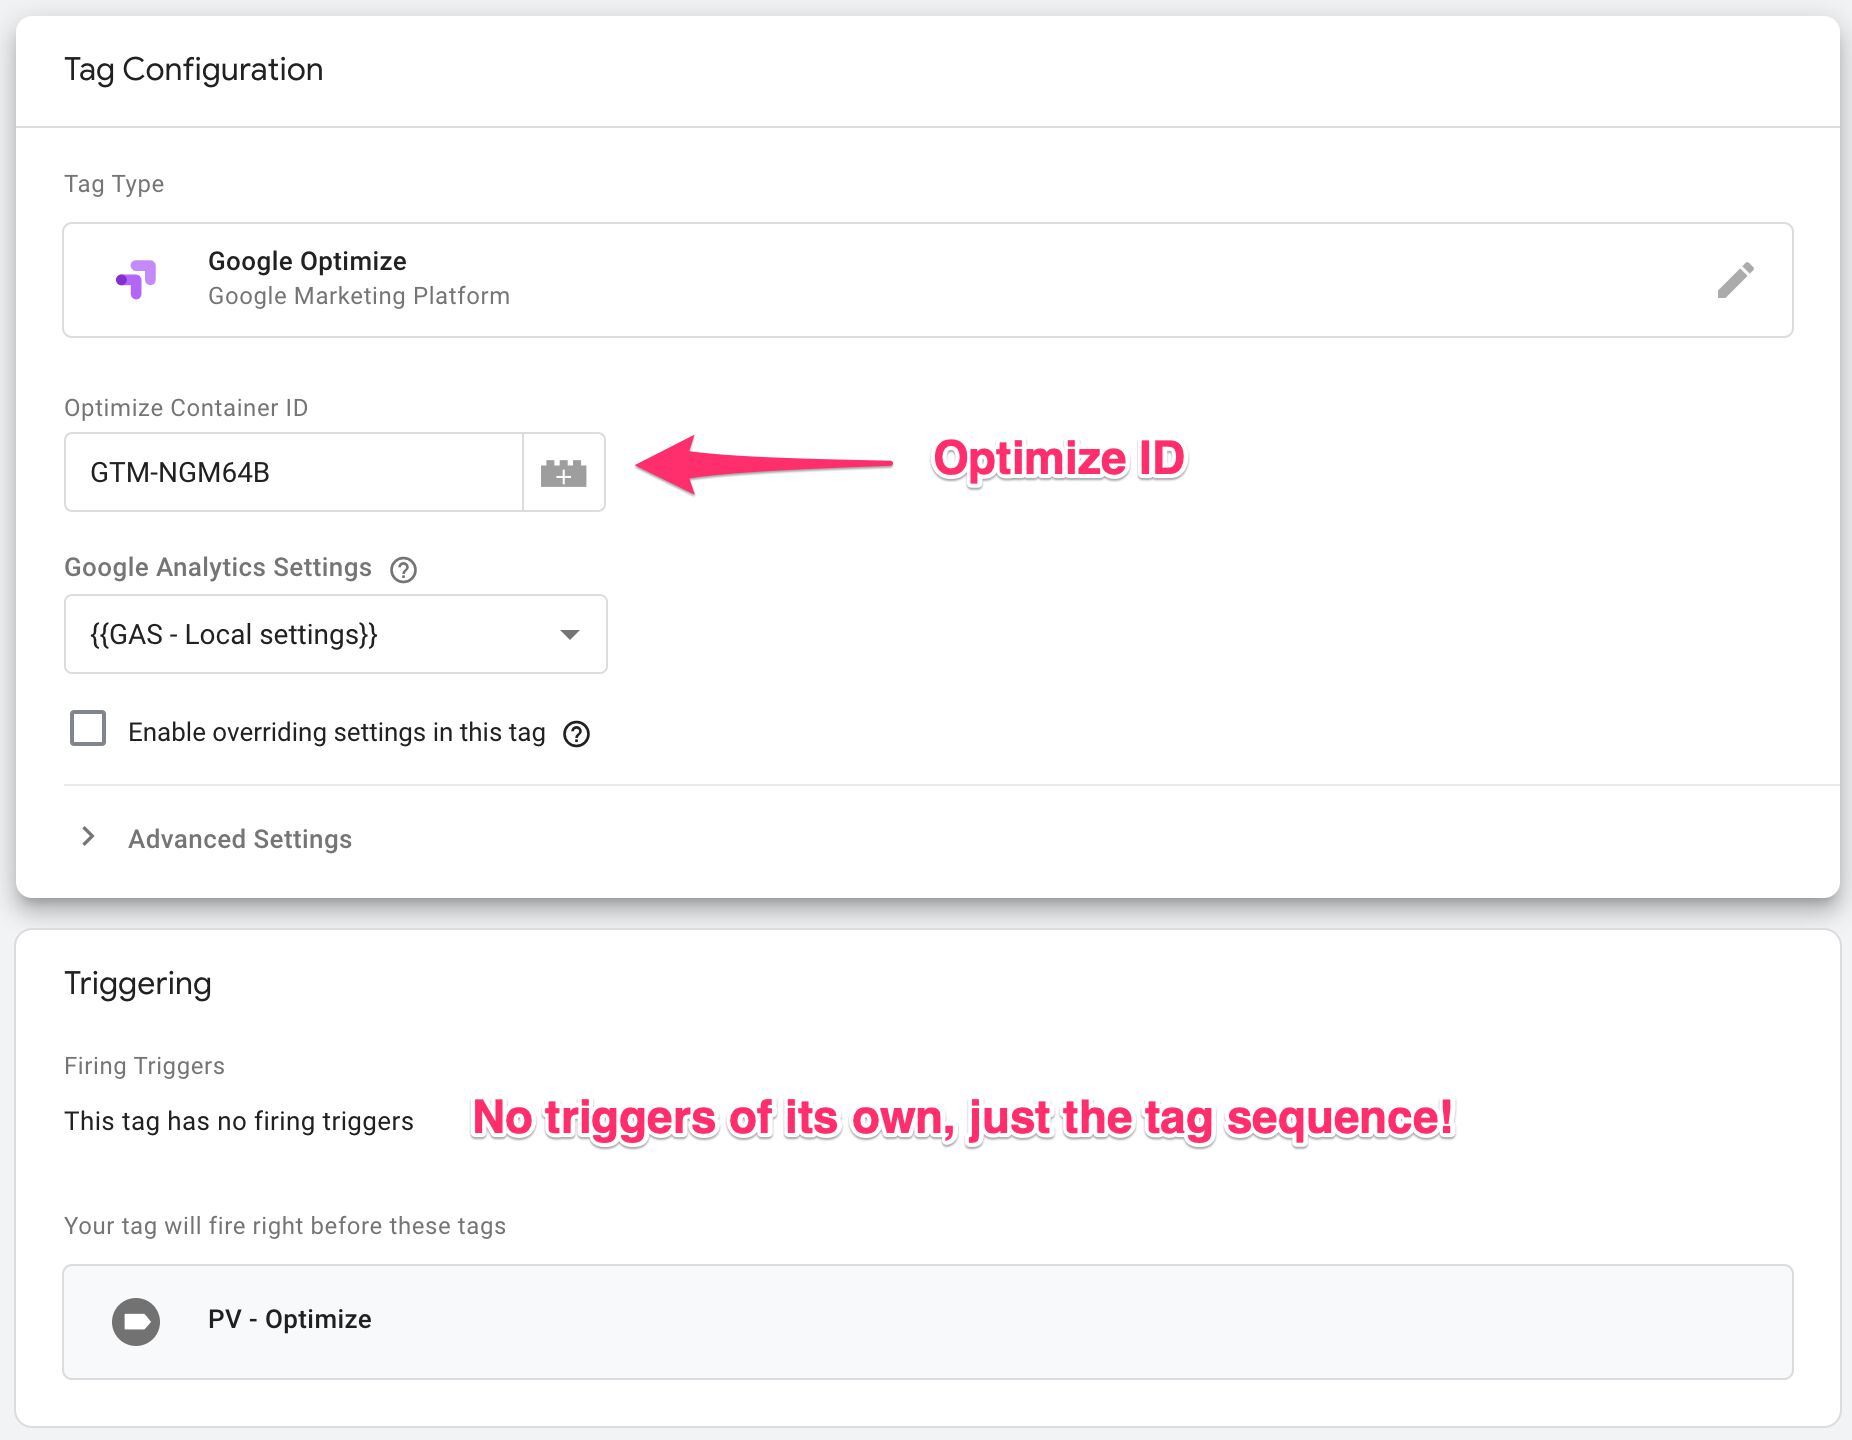 Tag Configuration
Tag Type
Google Optimize
Google Marketing Platform
Optimize Container ID
GTM-NGM64B
Optimize ID
Google Analytics Settings
{{GAS - Local settings}}
Enable overriding settings in this tag
Advanced Settings
Triggering
Firing Triggers
This tag has no firing triggers
No triggers of its own, just the tag sequence!
Your tag will fire right before these tags
PV - Optimize